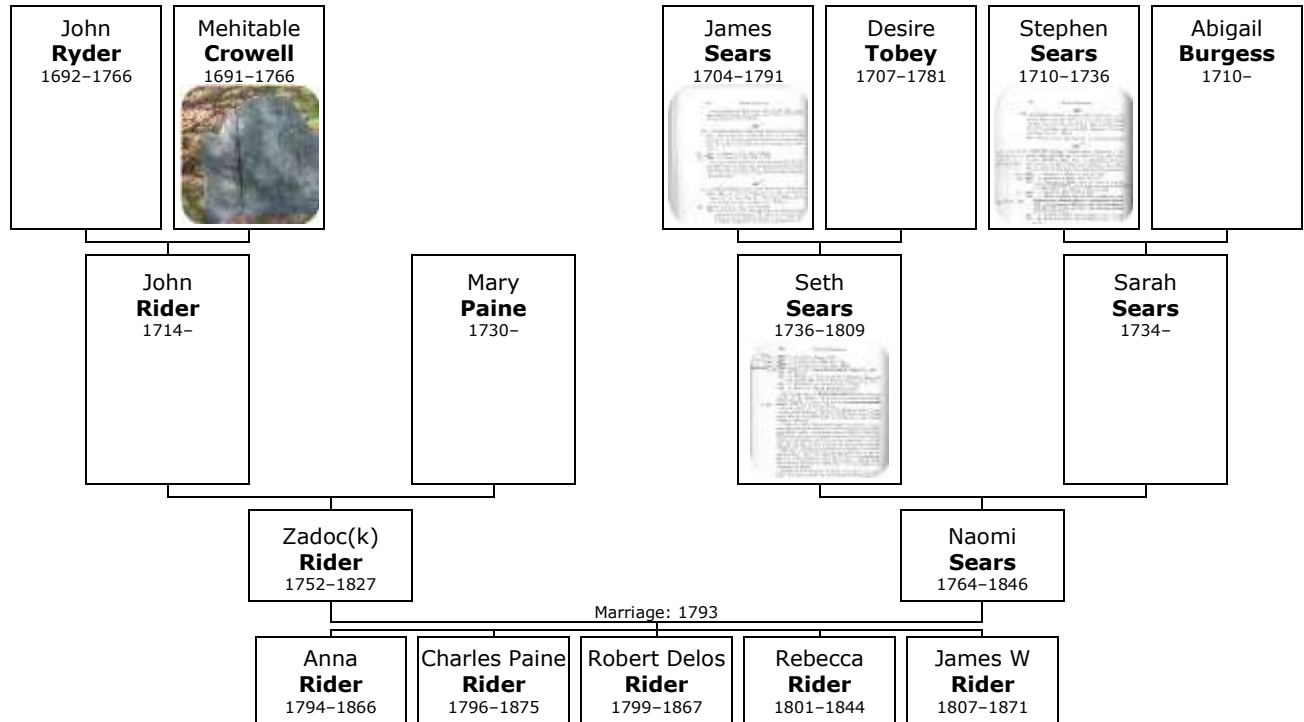 John
Ryder
1692–1766
Mehitable
Crowell
1691–1766
James
Sears
1704–1791
Desire
Tobey
1707–1781
Stephen
Sears
1710–1736
Abigail
Burgess
1710–
John
Rider
1714–
Mary
Paine
1730–
Seth
Sears
1736–1809
Sarah
Sears
1734–
Zadoc(k)
Rider
1752–1827
Naomi
Sears
1764–1846
Marriage: 1793
Anna
Rider
1794–1866
Charles Paine
Rider
1796–1875
Robert Delos
Rider
1799–1867
Rebecca
Rider
1801–1844
James W
Rider
1807–1871